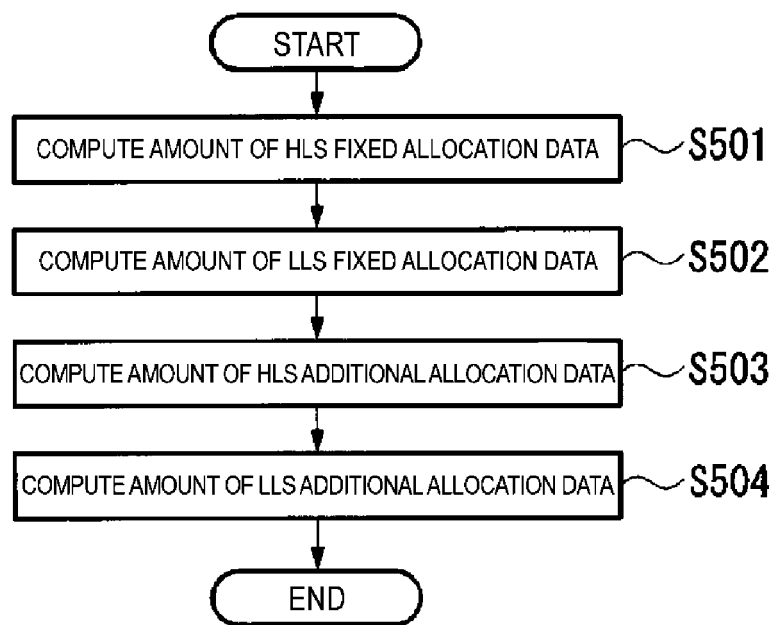 START
COMPUTE AMOUNT OF HLS FIXED ALLOCATION DATA S501
COMPUTE AMOUNT OF LLS FIXED ALLOCATION DATA S502
COMPUTE AMOUNT OF HLS ADDITIONAL ALLOCATION DATA S503
COMPUTE AMOUNT OF LLS ADDITIONAL ALLOCATION DATA S504
END